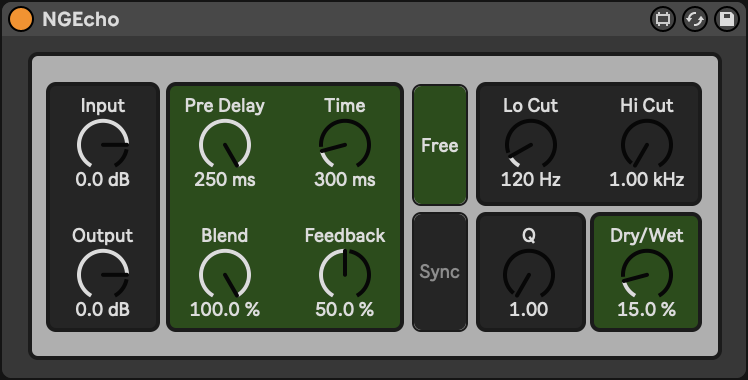 NGEcho
Input
0.0 dB
Output
0.0 dB
Pre Delay
250 ms
Time
300 ms
Blend
100.0 %
Feedback
50.0 %
Free
Sync
Lo Cut
120 Hz
Hi Cut
1.00 kHz
Q
1.00
Dry/Wet
15.0 %